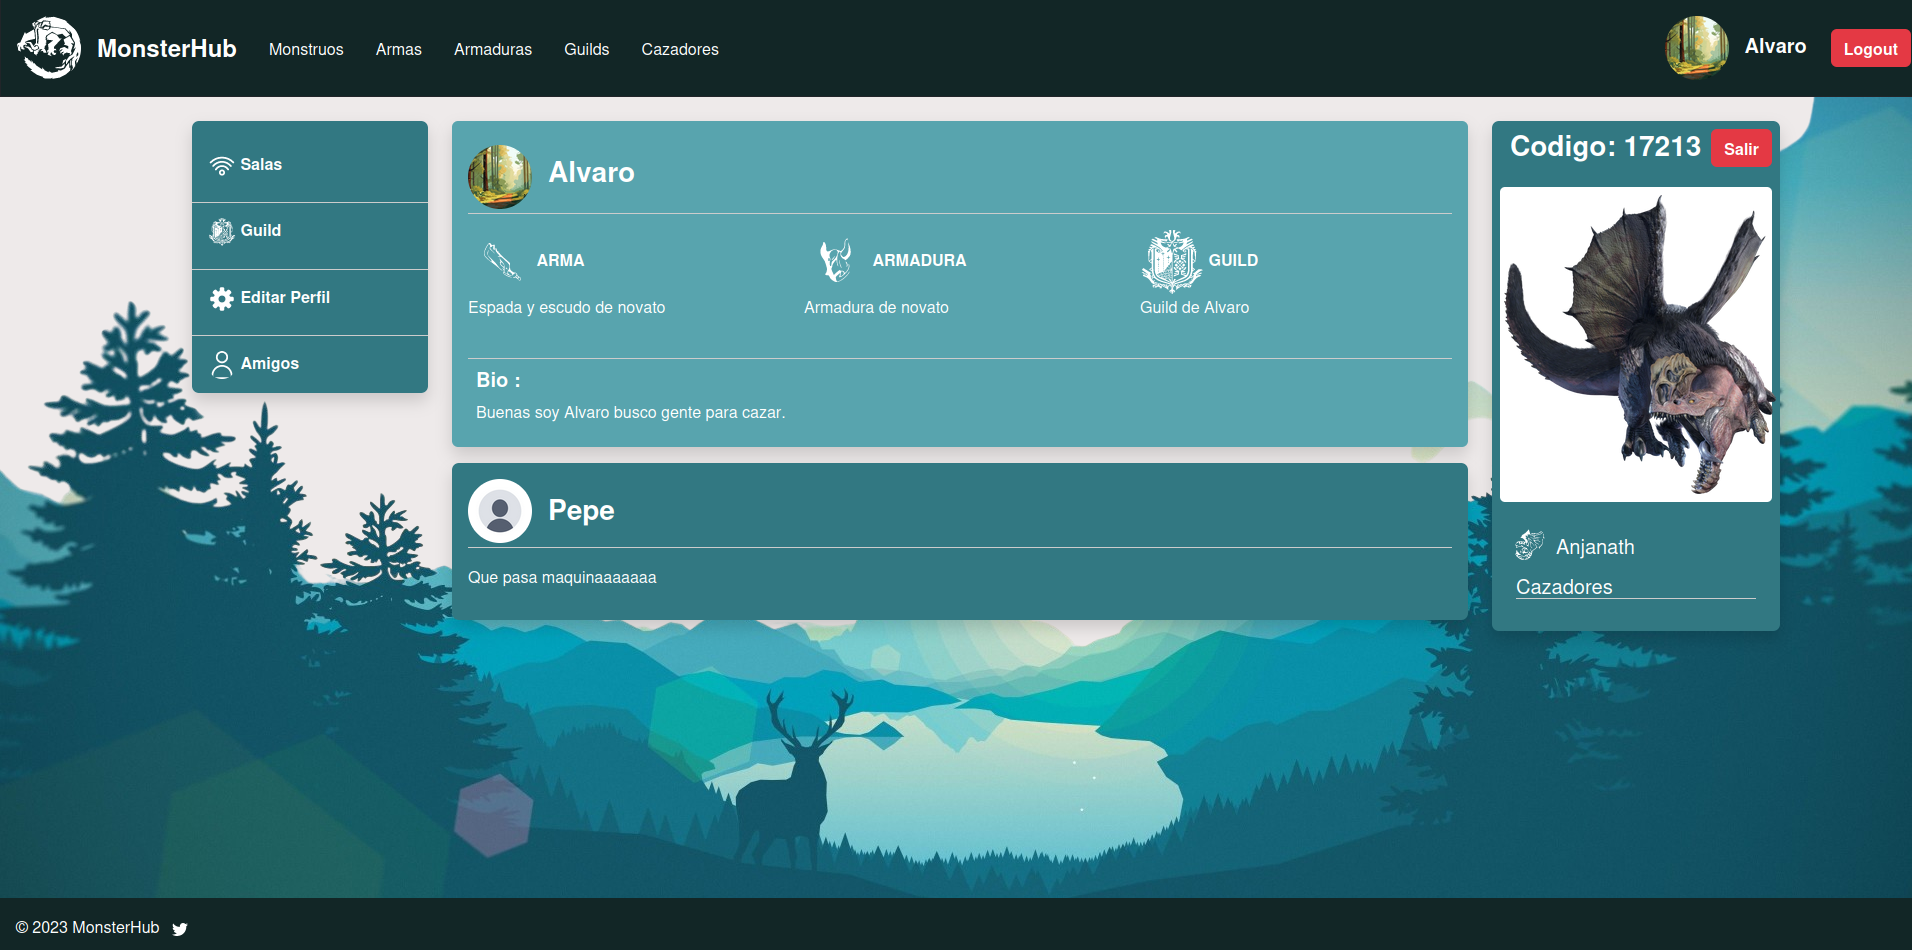 MonsterHub
Monstruos
Armas
Armaduras
Guilds
Cazadores
Alvaro
Logout
Salas
Guild
Editar Perfil
Amigos
Alvaro
ARMA
ARMADURA
GUILD
Espada y escudo de novato
Armadura de novato
Guild de Alvaro
Bio :
Buenas soy Alvaro busco gente para cazar.
Pepe
Que pasa maquinaaaaaaa
Codigo: 17213
Salir
Anjanath
Cazadores
© 2023 MonsterHub